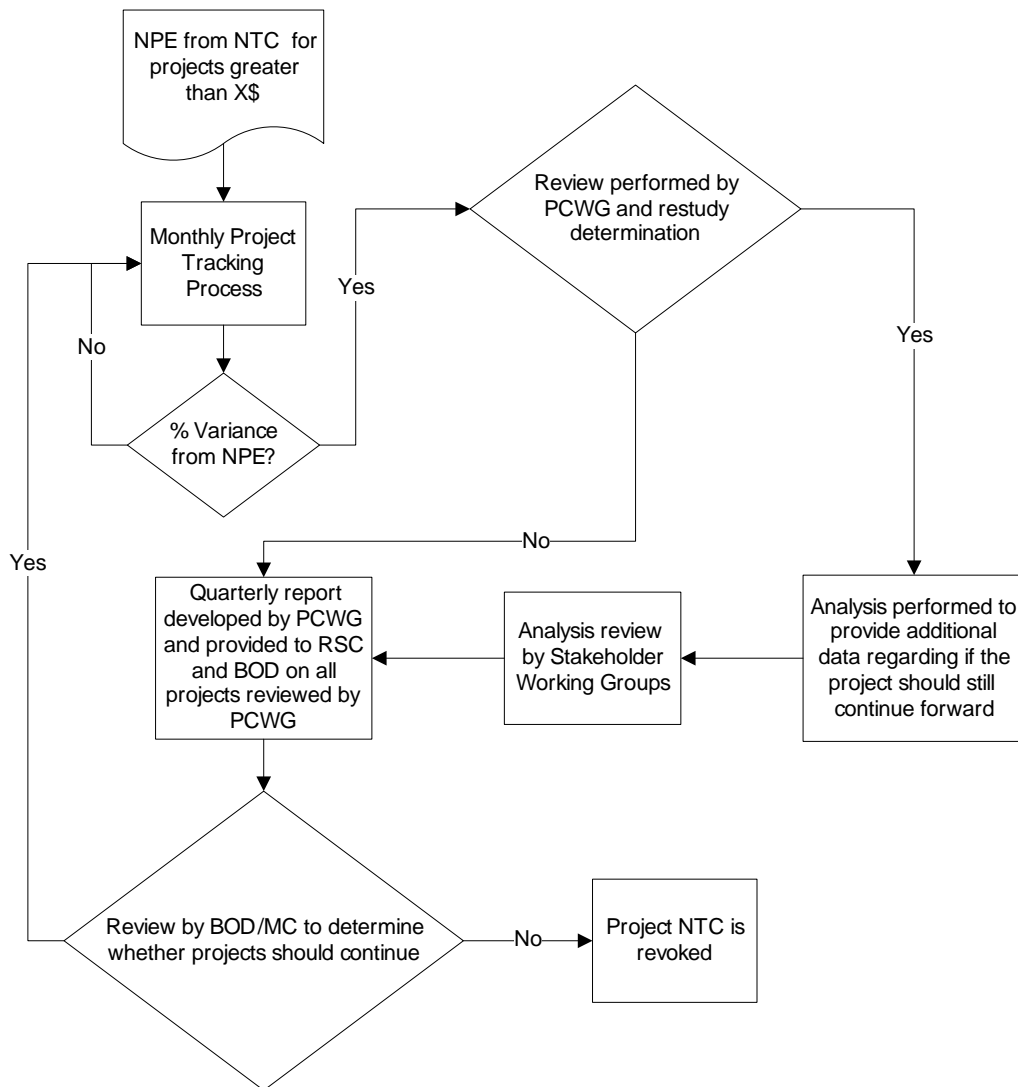 NPE from NTC for
projects greater
than X$
Monthly Project
Tracking
Process
No
% Variance
from NPE?
Yes
Review performed by
PCWG and restudy
determination
Yes
No
Yes
Quarterly report
developed by PCWG
and provided to RSC
and BOD on all
projects reviewed by
PCWG
Analysis review
by Stakeholder
Working Groups
Analysis performed to
provide additional
data regarding if the
project should still
continue forward
Review by BOD/MC to determine
whether projects should continue
No
Project NTC is
revoked